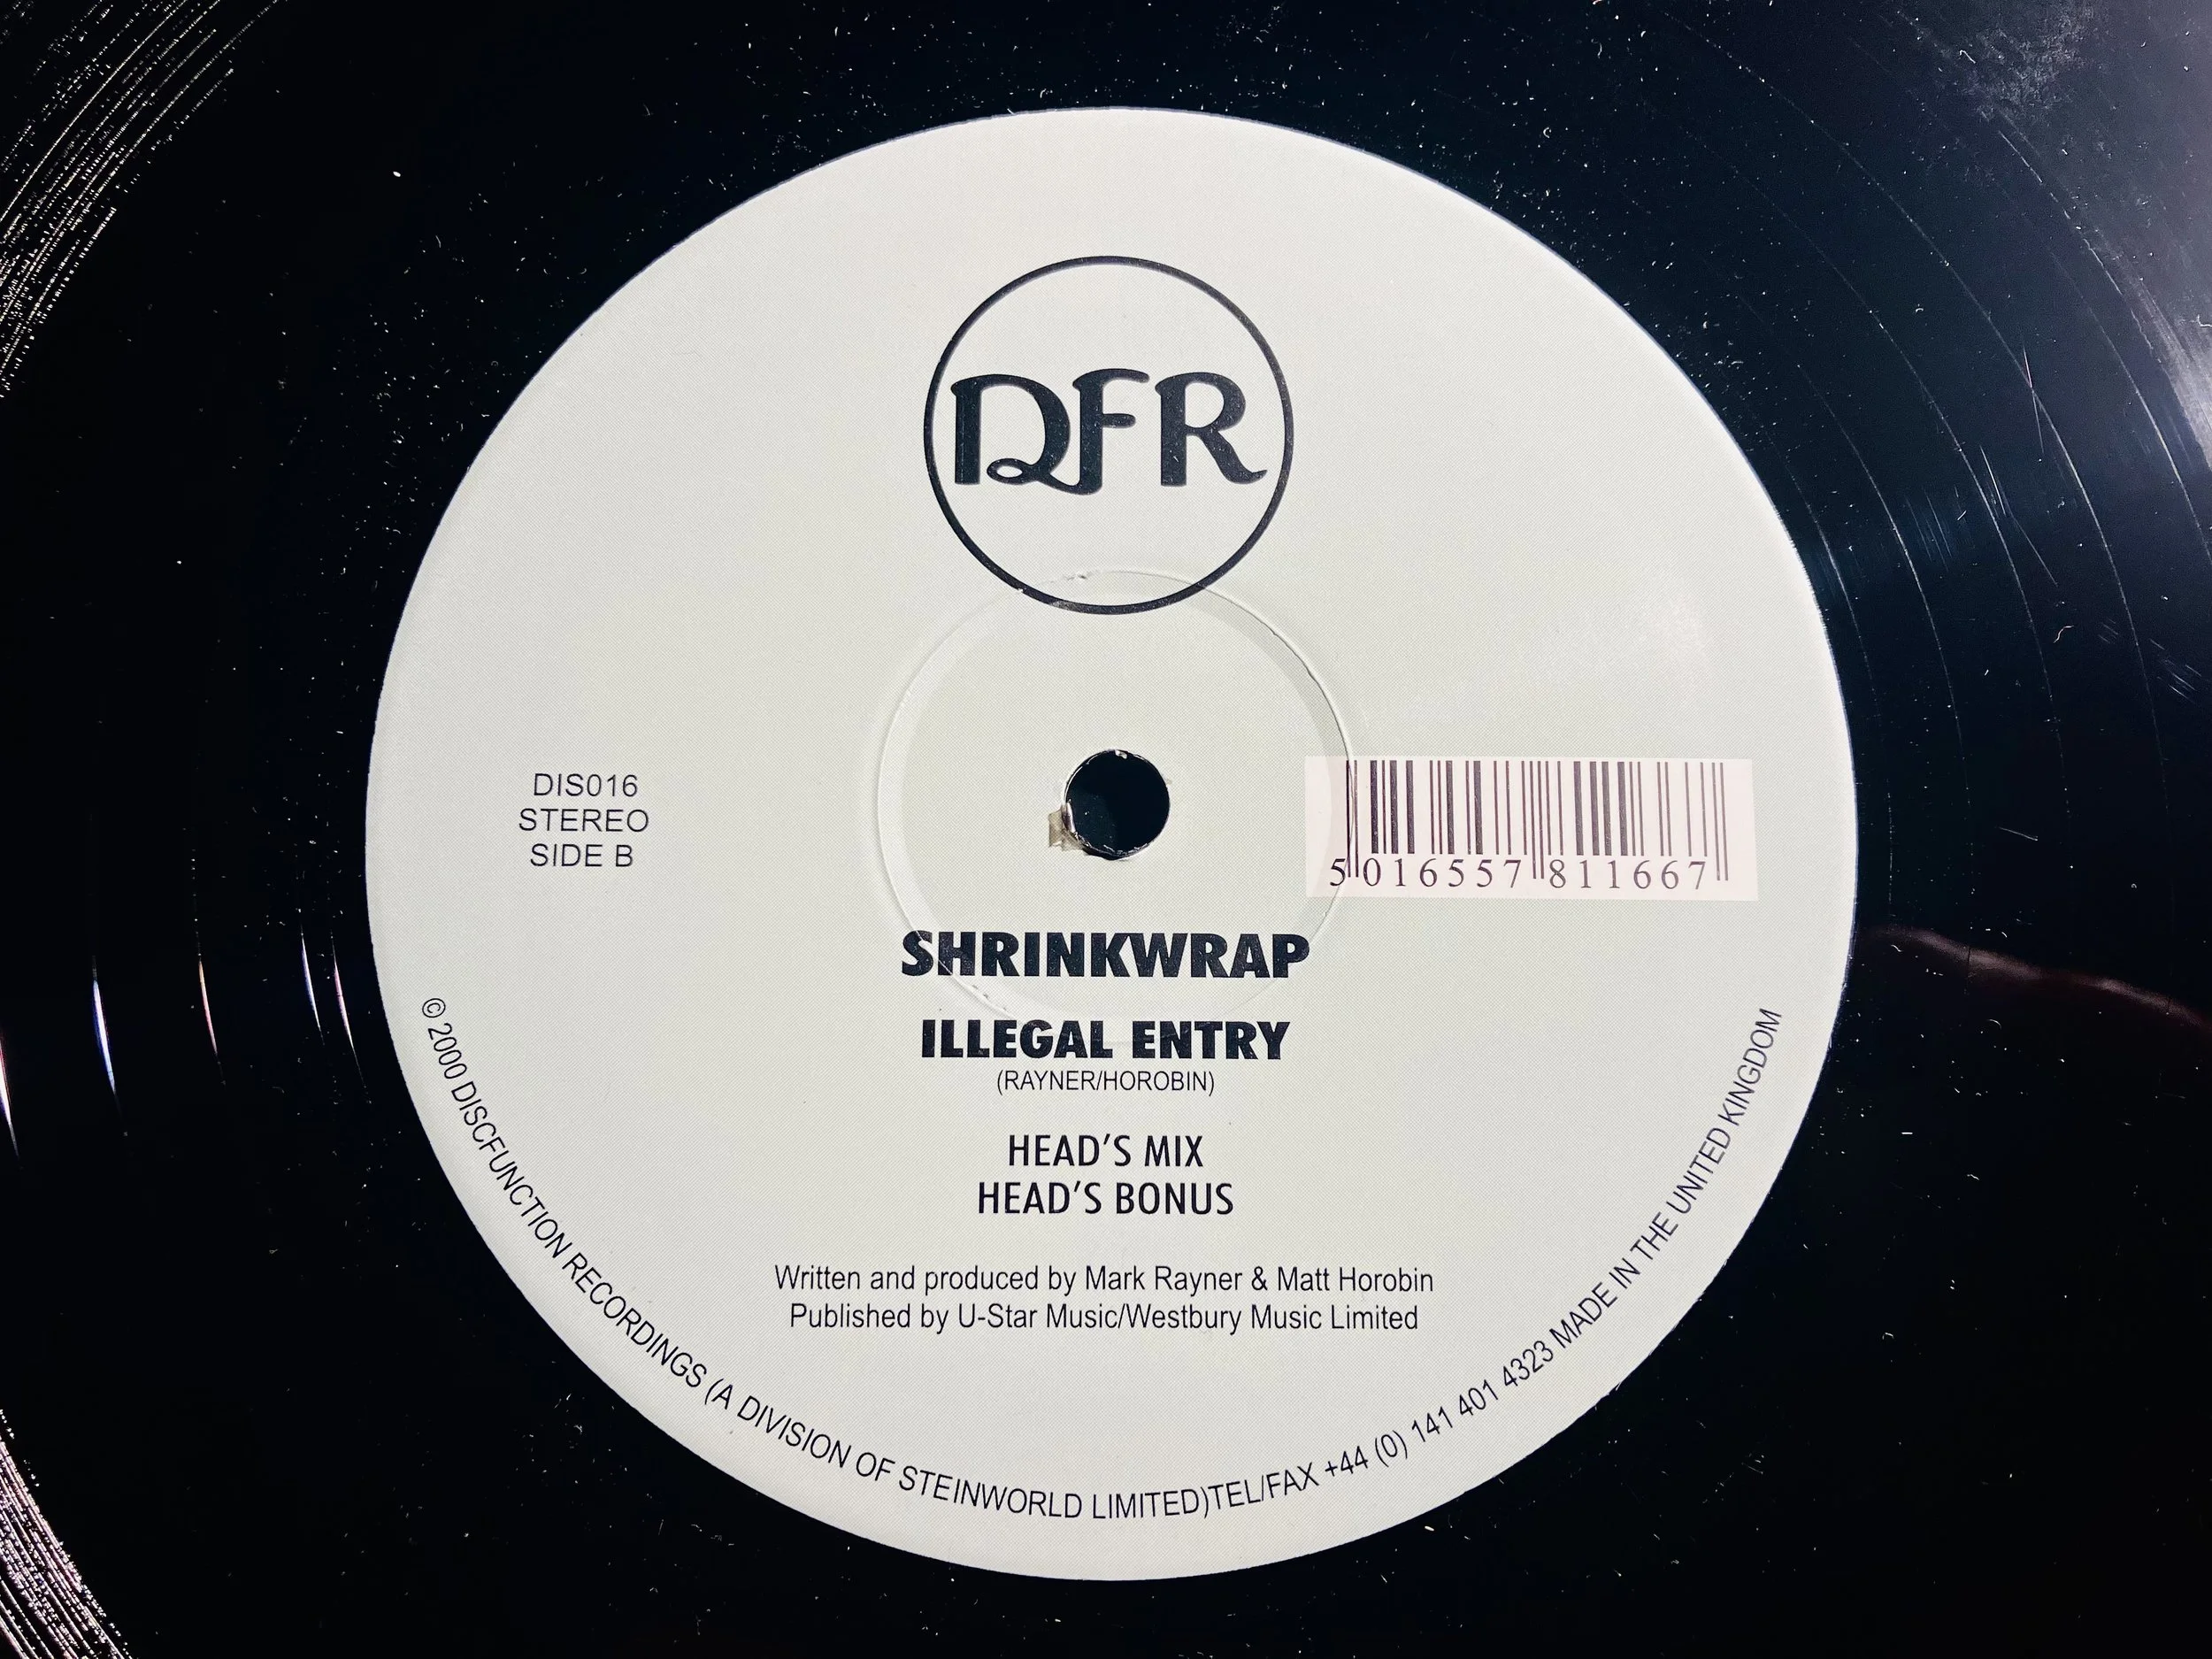 DFR
DIS016
STEREO
SIDE B
5 016557 811667
SHRINKWRAP
ILLEGAL ENTRY
(RAYNER/HOROBIN)
HEAD'S MIX
HEAD'S BONUS
Written and produced by Mark Rayner & Matt Horobin
Published by U-Star Music/Westbury Music Limited
© 2000 DISCFUNCTION RECORDINGS (A DIVISION OF STEINWORLD LIMITED)TEL/FAX +44 (0) 141 401 4323 MADE IN THE UNITED KINGDOM